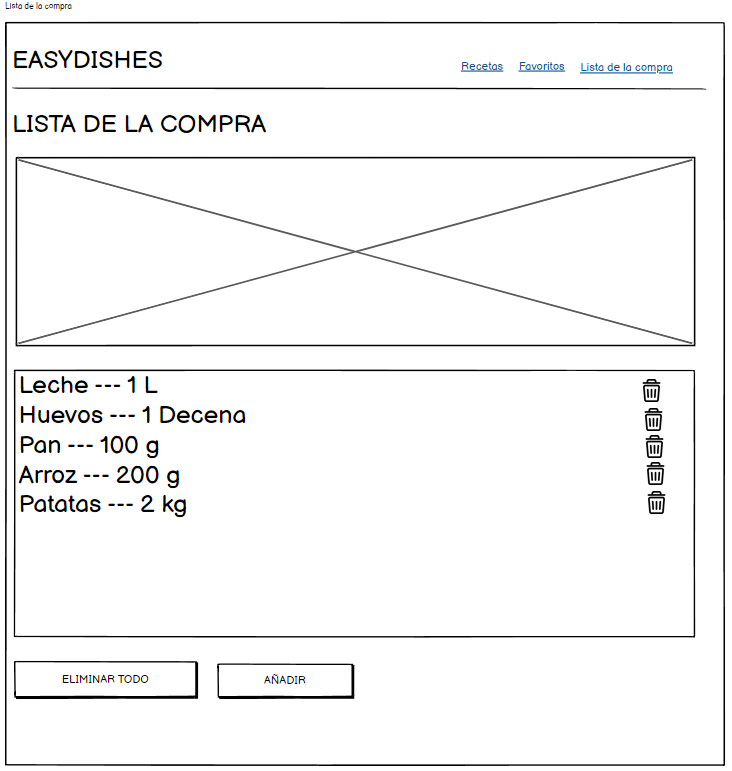 Lista de la compra
EASYDISHES
Recetas Favoritos Lista de la compra
LISTA DE LA COMPRA
Leche --- 1 L
Huevos --- 1 Decena
Pan --- 100 g
Arroz --- 200 g
Patatas --- 2 kg
ELIMINAR TODO AÑADIR